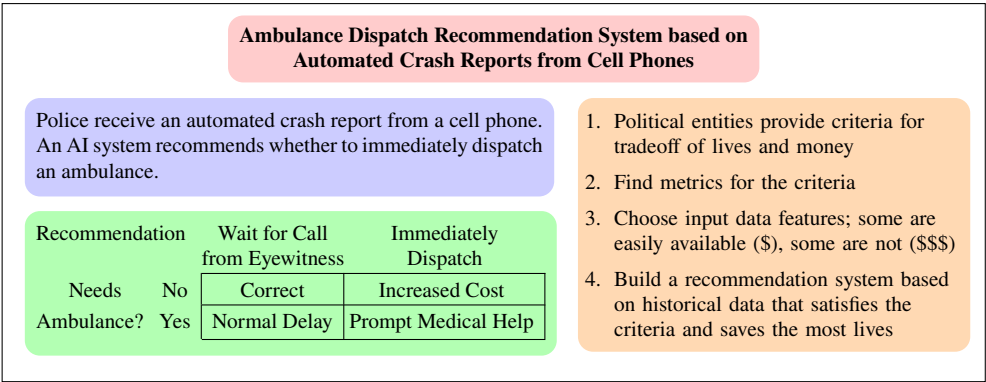 Ambulance Dispatch Recommendation System based on
Automated Crash Reports from Cell Phones
Police receive an automated crash report from a cell phone.
An AI system recommends whether to immediately dispatch
an ambulance.
Recommendation Wait for Call Immediately
from Eyewitness Dispatch
Needs No Correct Increased Cost
Ambulance? Yes Normal Delay Prompt Medical Help
1. Political entities provide criteria for
tradeoff of lives and money
2. Find metrics for the criteria
3. Choose input data features; some are
easily available ($), some are not ($$$)
4. Build a recommendation system based
on historical data that satisfies the
criteria and saves the most lives